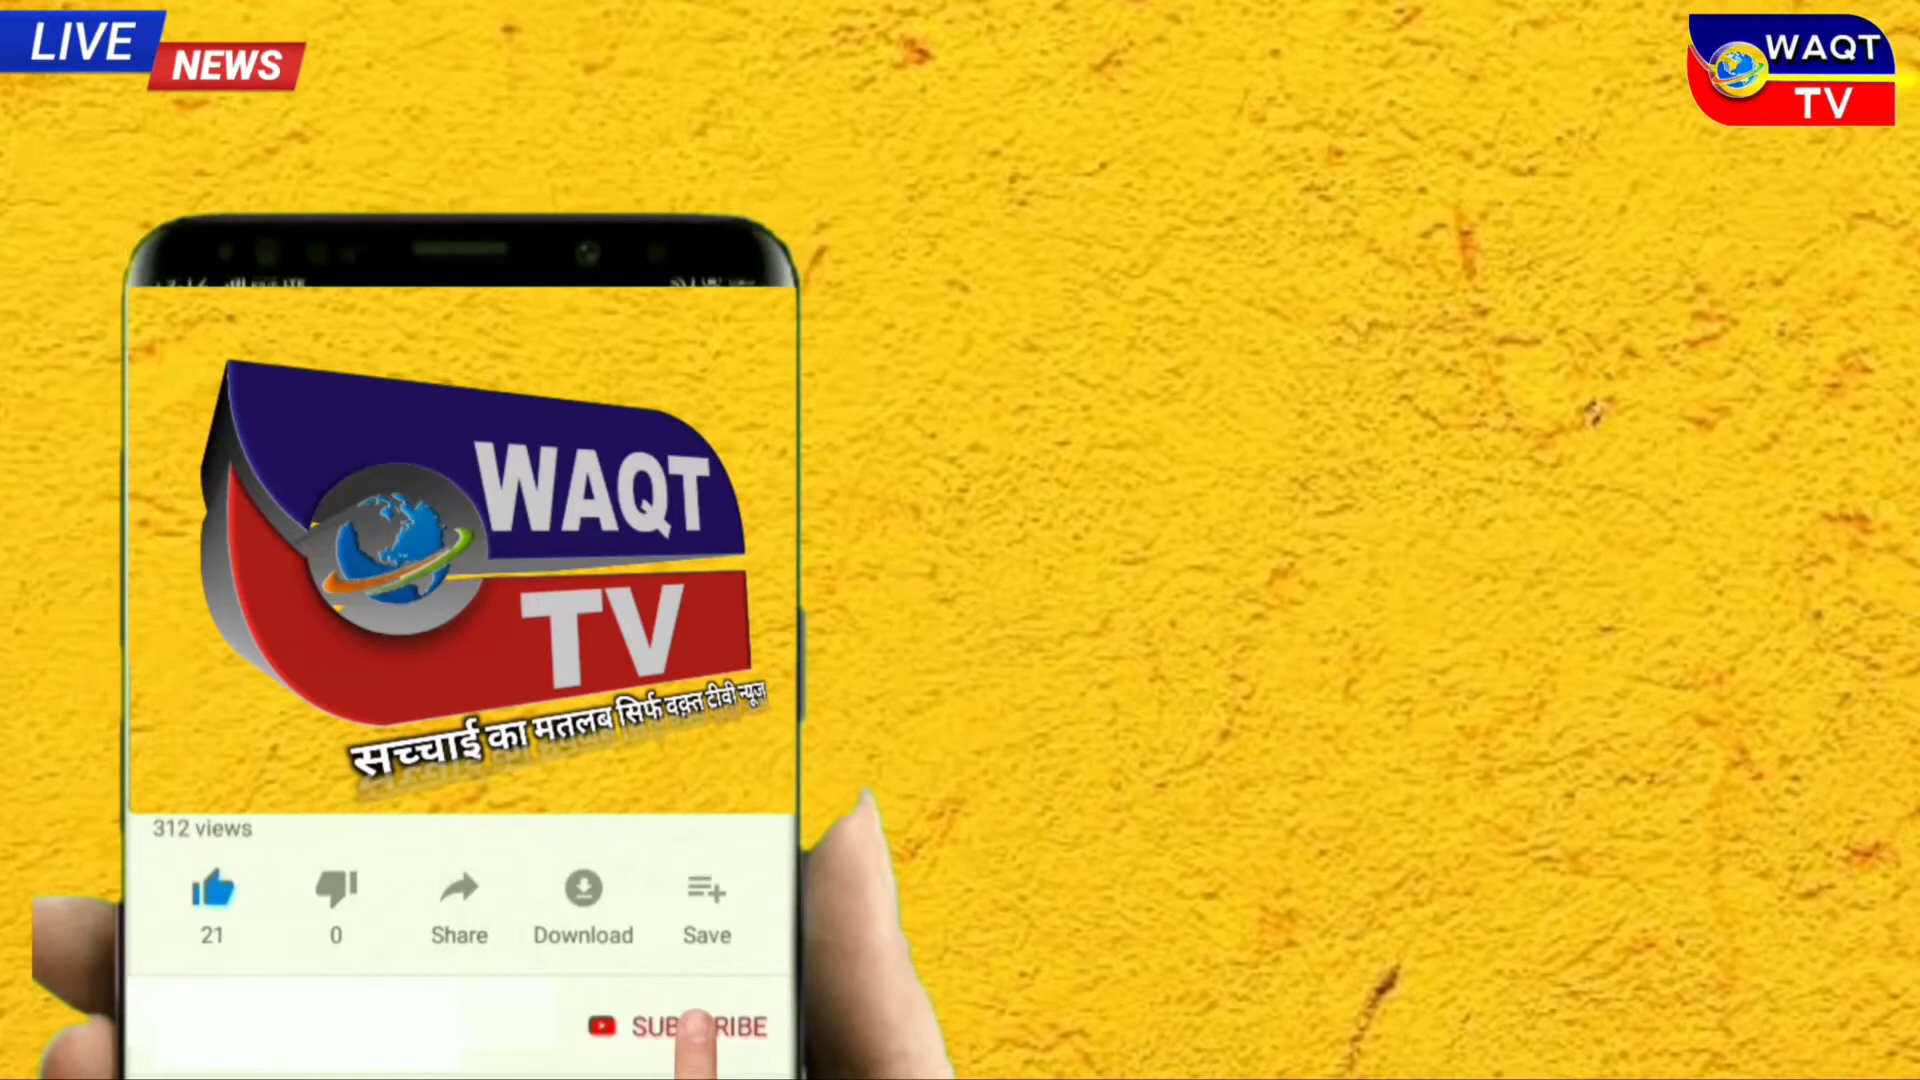 LIVE
NEWS
WAQT
TV
WAQT
TV
सच्चाई का मतलब सिर्फ वक़्त टीवी न्यूज़
312 views
21
0
Share
Download
Save